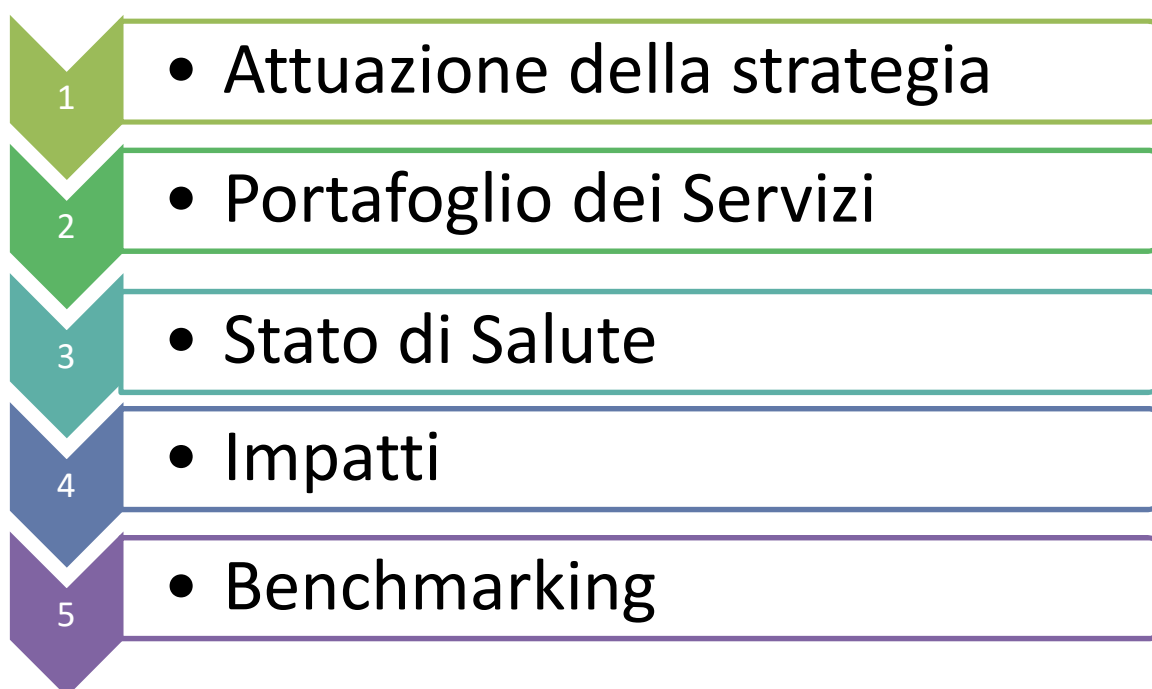 1
• Attuazione della strategia
2
• Portafoglio dei Servizi
3
• Stato di Salute
4
• Impatti
5
• Benchmarking